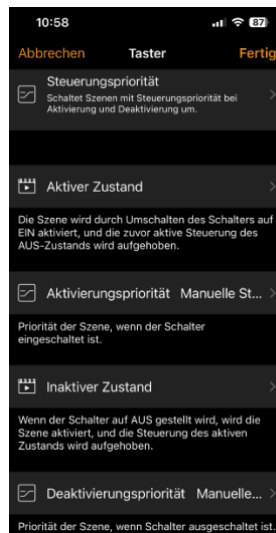 10:58
87
Abbrechen Taster Fertig
Steuerungspriorität
Schaltet Szenen mit Steuerungspriorität bei
Aktivierung und Deaktivierung um.
Aktiver Zustand
Die Szene wird durch Umschalten des Schalters auf
EIN aktiviert, und die zuvor aktive Steuerung des
AUS-Zustands wird aufgehoben.
Aktivierungspriorität Manuelle St...
Priorität der Szene, wenn der Schalter
eingeschaltet ist.
Inaktiver Zustand
Wenn der Schalter auf AUS gestellt wird, wird die
Szene aktiviert, und die Steuerung des aktiven
Zustands wird aufgehoben.
Deaktivierungspriorität Manuelle...
Priorität der Szene, wenn Schalter ausgeschaltet ist.